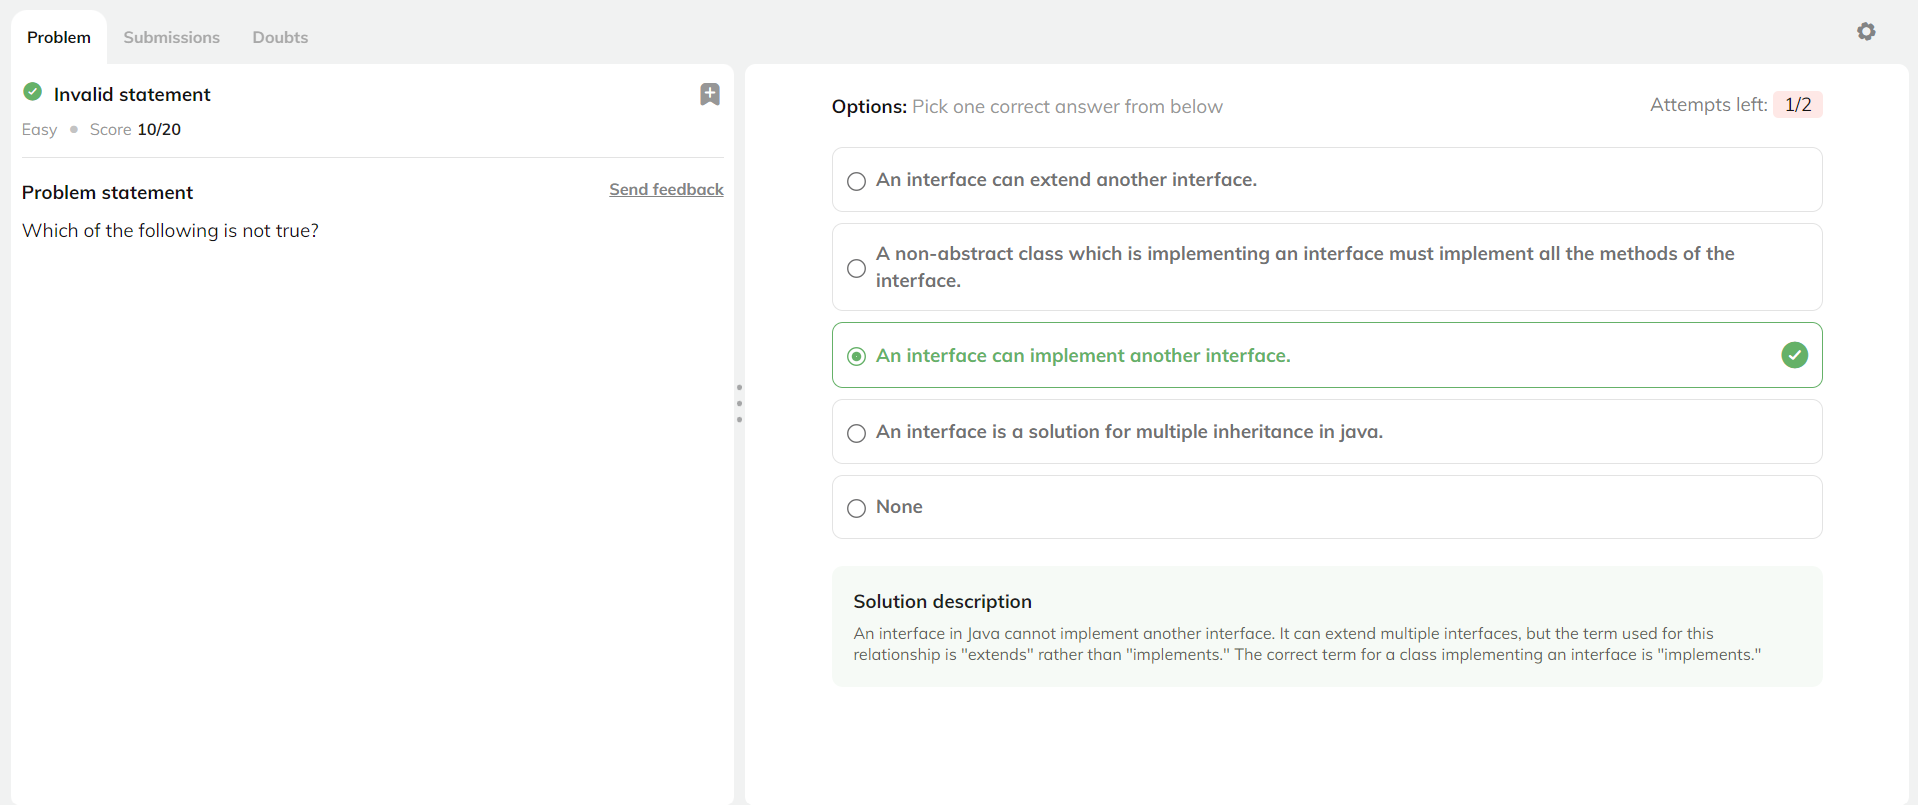 Problem Submissions Doubts
Invalid statement
Easy • Score 10/20
Problem statement Send feedback
Which of the following is not true?
Options: Pick one correct answer from below Attempts left: 1/2
An interface can extend another interface.
A non-abstract class which is implementing an interface must implement all the methods of the
interface.
An interface can implement another interface.
An interface is a solution for multiple inheritance in java.
None
Solution description
An interface in Java cannot implement another interface. It can extend multiple interfaces, but the term used for this
relationship is "extends" rather than "implements." The correct term for a class implementing an interface is "implements."